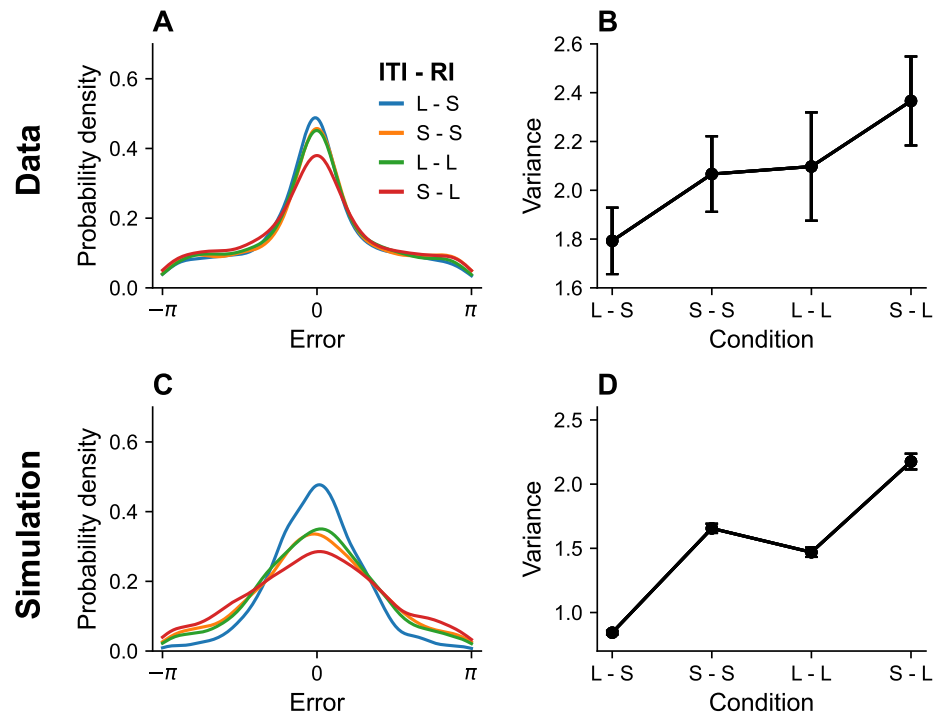 Data
A
Probability density
0.6
0.4
0.2
0.0
−π
0
π
Error
ITI - RI
L - S
S - S
L - L
S - L
B
Variance
2.6
2.4
2.2
2.0
1.8
1.6
L - S
S - S
L - L
S - L
Condition
Simulation
C
Probability density
0.6
0.4
0.2
0.0
−π
0
π
Error
D
Variance
2.5
2.0
1.5
1.0
L - S
S - S
L - L
S - L
Condition